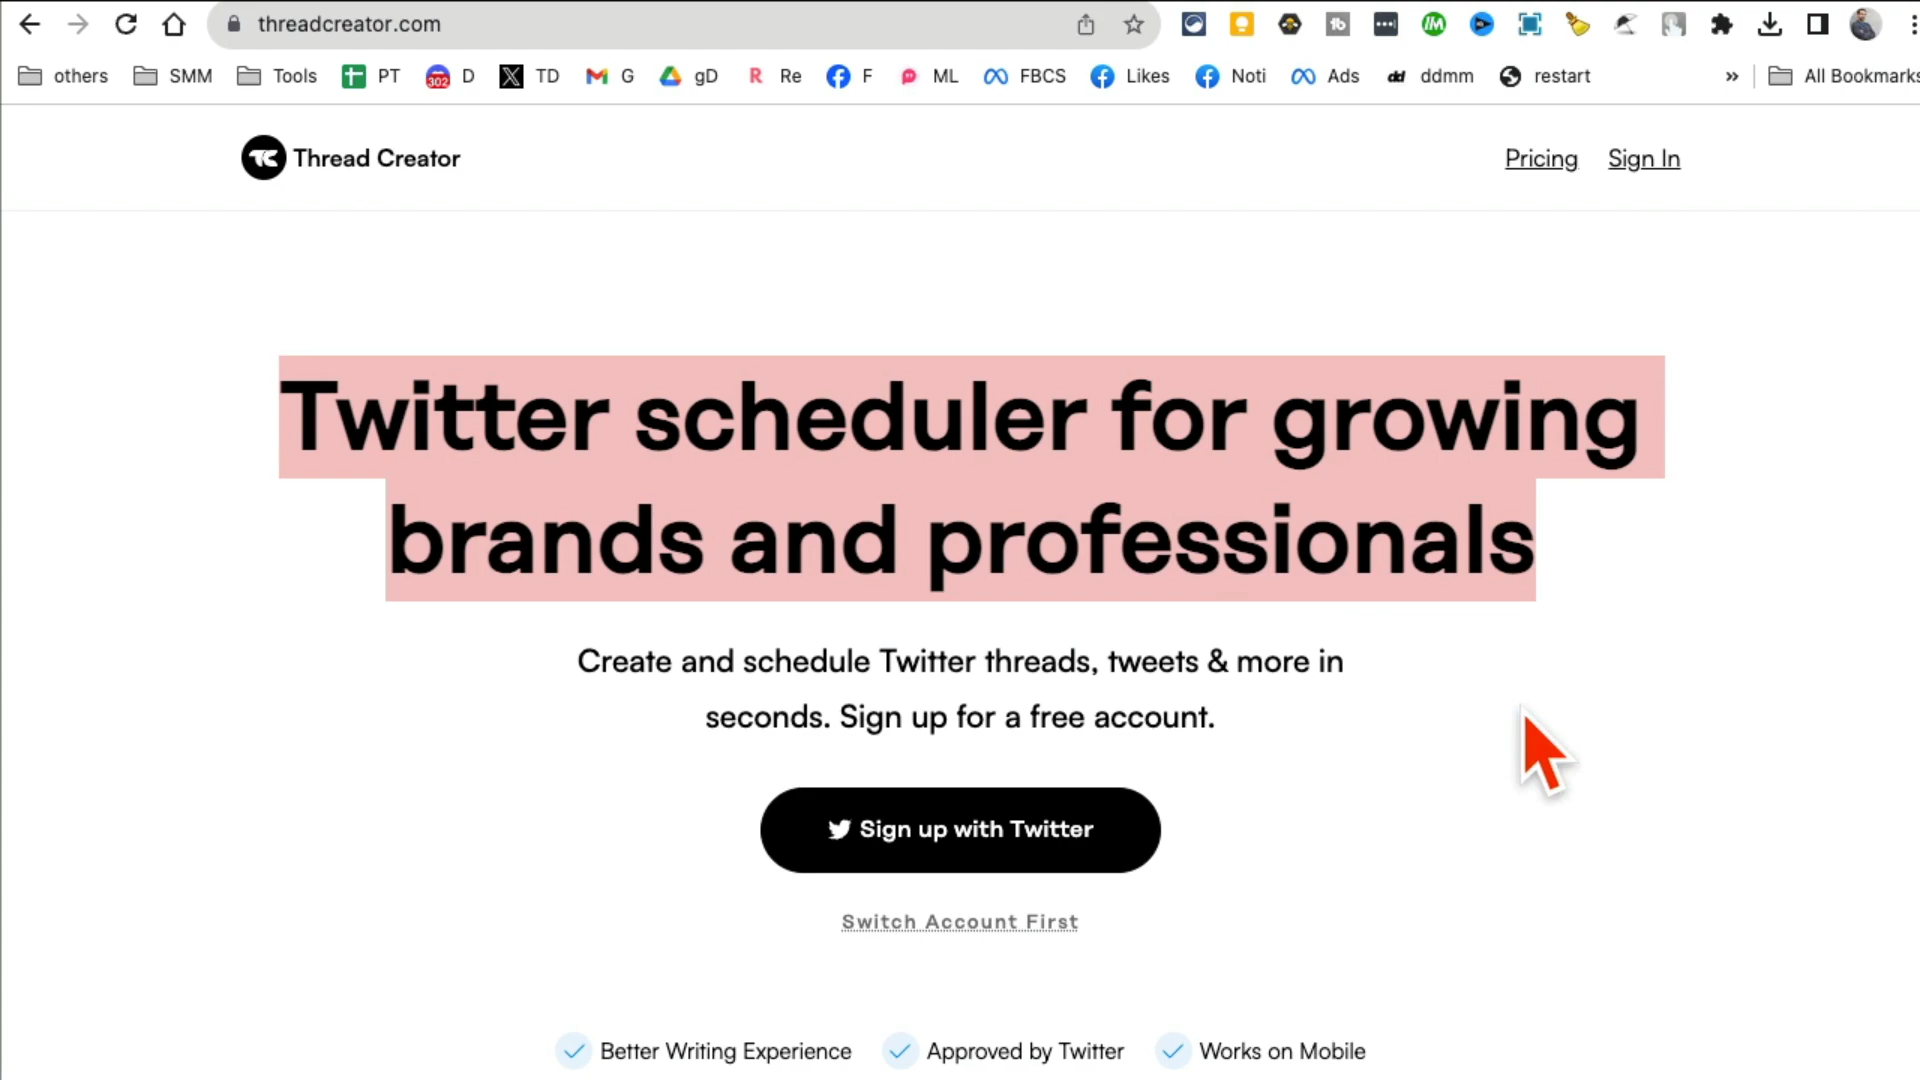 threadcreator.com
others SMM Tools PT 302 D TD G gD R Re F ML FBCS Likes Noti Ads dd ddmm restart » All Bookmarks
TC Thread Creator
Pricing Sign In
Twitter scheduler for growing
brands and professionals
Create and schedule Twitter threads, tweets & more in
seconds. Sign up for a free account.
Sign up with Twitter
Switch Account First
Better Writing Experience Approved by Twitter Works on Mobile